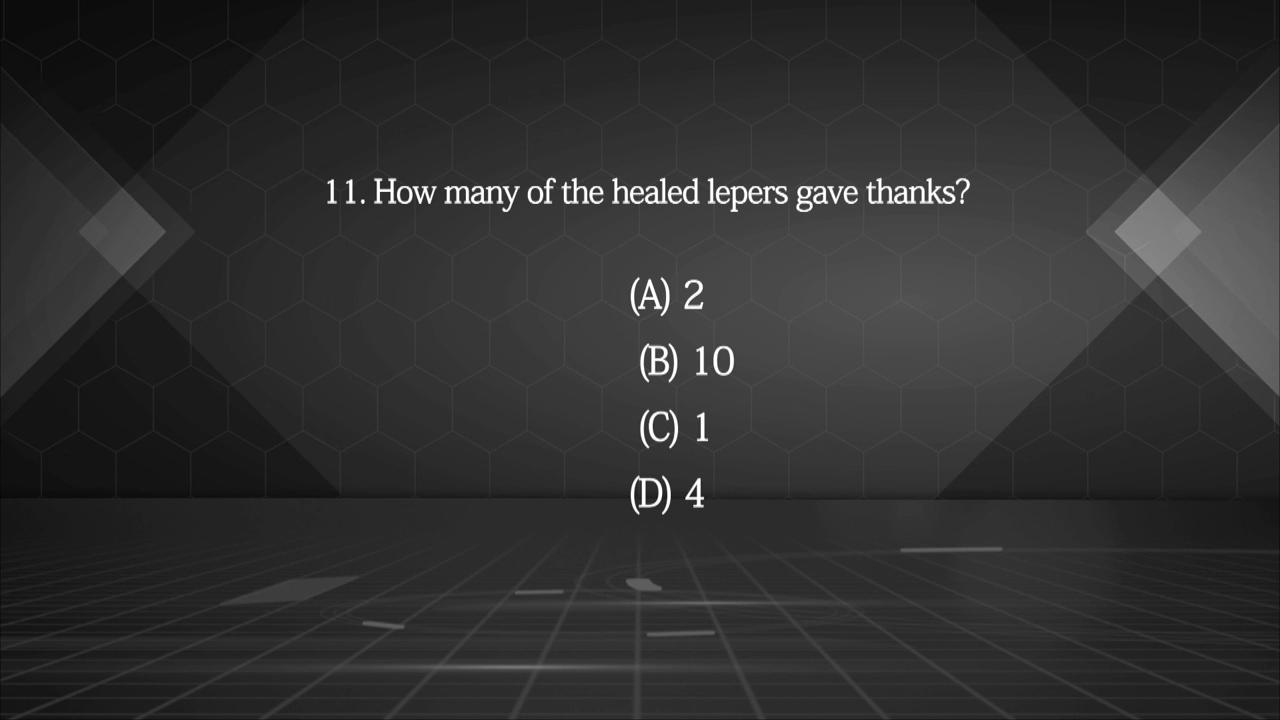 11. How many of the healed lepers gave thanks?
(A) 2
(B) 10
(C) 1
(D) 4